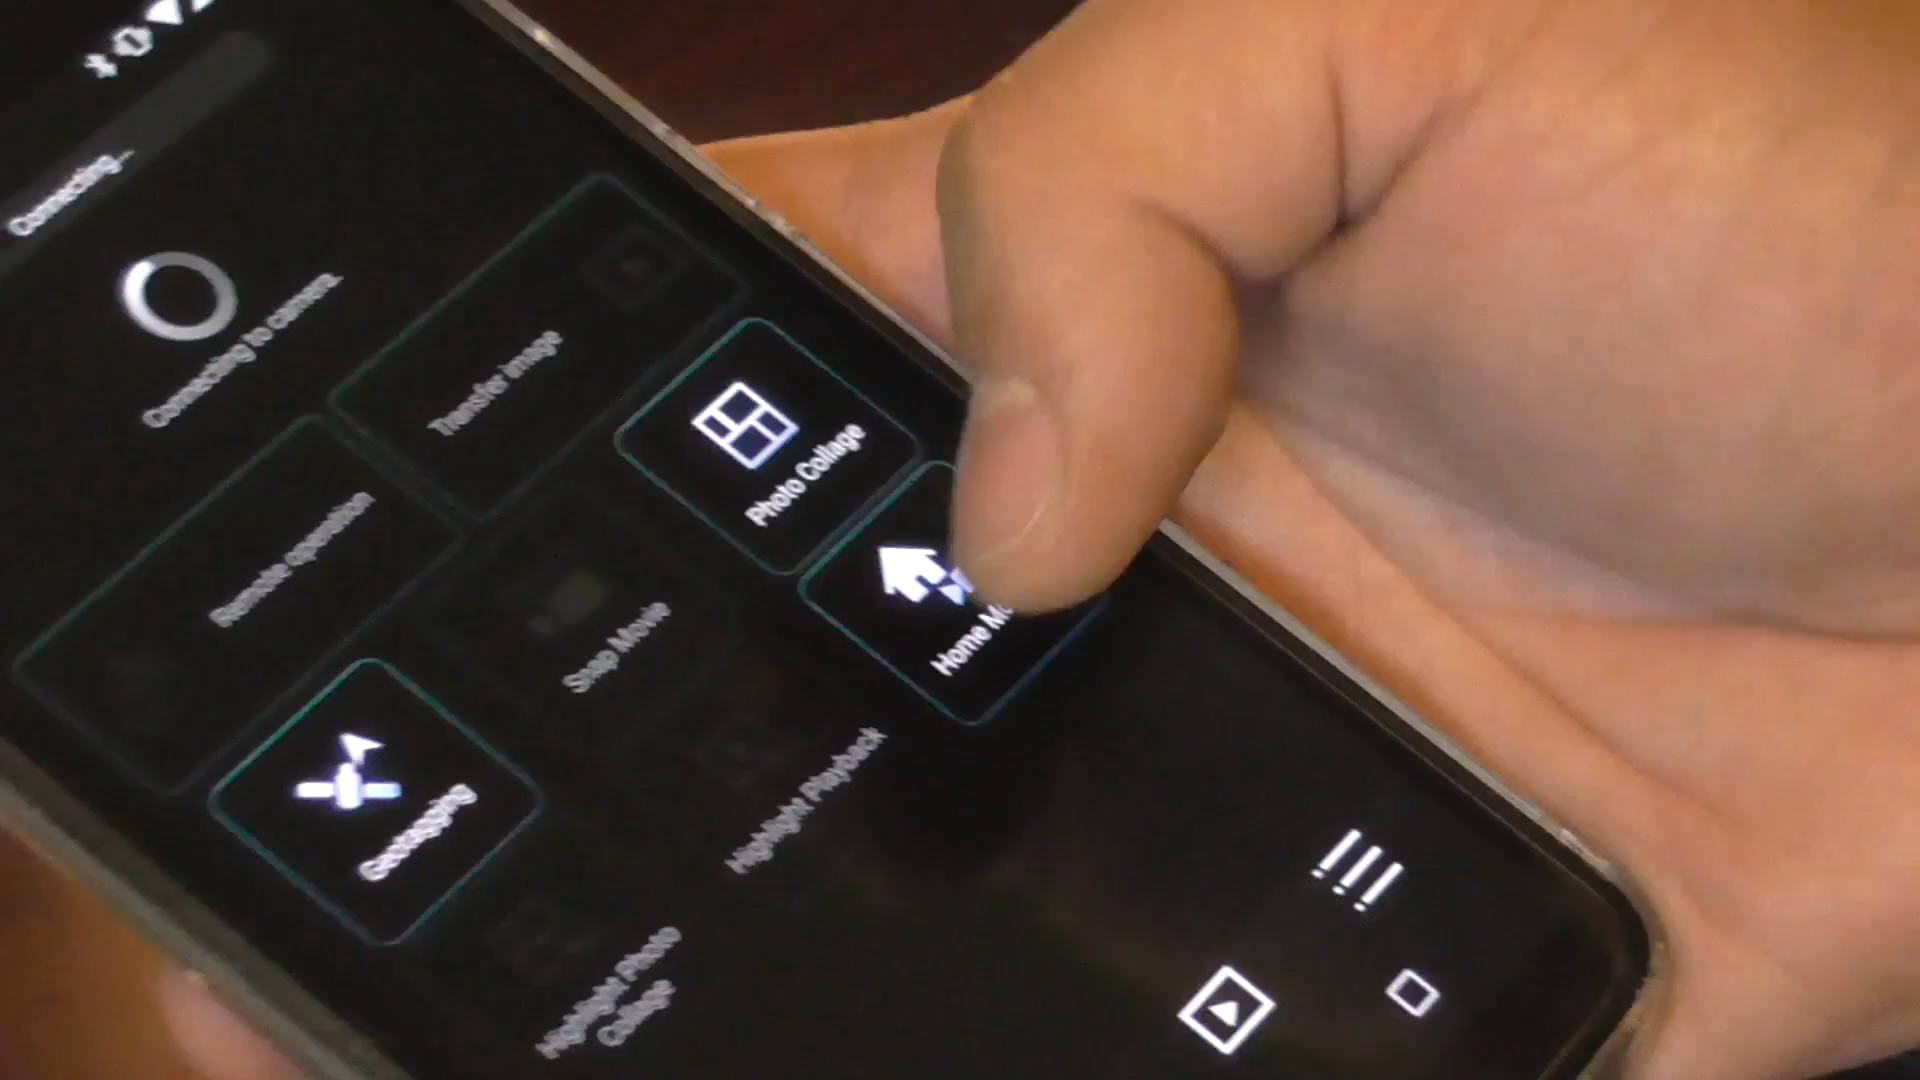 Connecting...
Connecting to camera.
Remote operation
Transfer image
Geotagging
Snap Movie
Photo Collage
Highlight Photo
Collage
Highlight Playback
Home